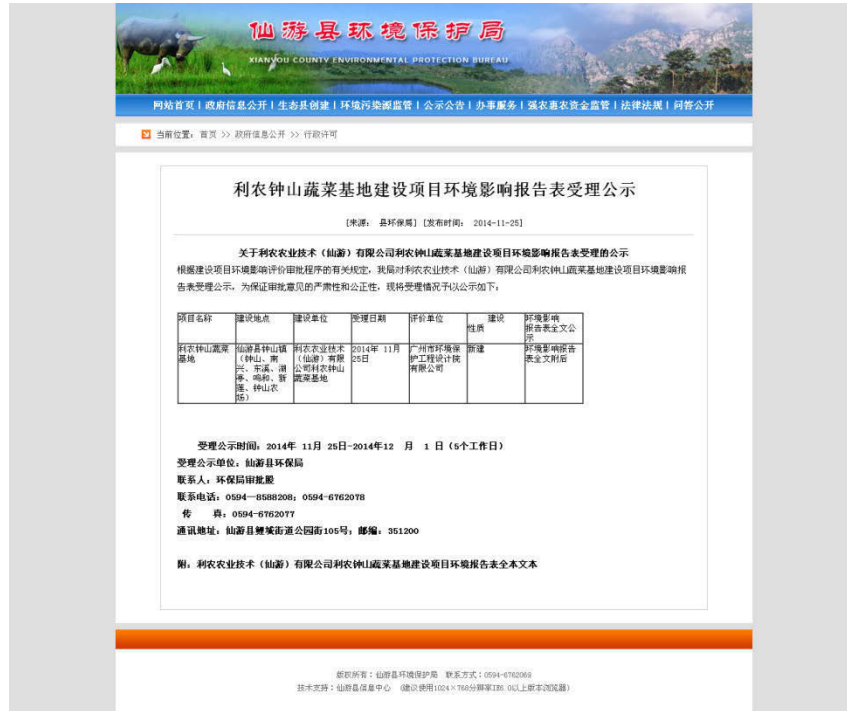 仙游县环境保护局
XIANYOU COUNTY ENVIRONMENTAL PROTECTION BUREAU
网站首页 | 政府信息公开 | 生态县创建 | 环境污染源监管 | 公示公告 | 办事服务 | 强农惠农资金监管 | 法律法规 | 问答公开
当前位置：首页 >> 政府信息公开 >> 行政许可
利农钟山蔬菜基地建设项目环境影响报告表受理公示
[来源： 县环保局] [发布时间： 2014-11-25]
关于利农农业技术（仙游）有限公司利农钟山蔬菜基地建设项目环境影响报告表受理的公示
根据建设项目环境影响评价审批程序的有关规定，我局对利农农业技术（仙游）有限公司利农钟山蔬菜基地建设项目环境影响报
告表受理公示，为保证审批意见的严肃性和公正性，现将受理情况予以公示如下：
项目名称 建设地点 建设单位 受理日期 评价单位 建设性质 环境影响报告表全文公示
利农钟山蔬菜基地 仙游县钟山镇（钟山、南兴、东溪、湖亭、鸣和、新莲、钟山农场） 利农农业技术（仙游）有限公司利农钟山蔬菜基地 2014年 11月25日 广州市环境保护工程设计院有限公司 新建 环境影响报告表全文附后
受理公示时间：2014年 11月 25日-2014年12 月 1 日（5个工作日）
受理公示单位：仙游县环保局
联系人：环保局审批股
联系电话：0594—8588208；0594-6762078
传 真：0594-6762077
通讯地址：仙游县鲤城街道公园街105号；邮编：351200
附：利农农业技术（仙游）有限公司利农钟山蔬菜基地建设项目环境报告表全本文本
版权所有：仙游县环境保护局 联系方式：0594-6762069
技术支持：仙游县信息中心 （建议使用1024×768分辨率IE6.0以上版本浏览器）